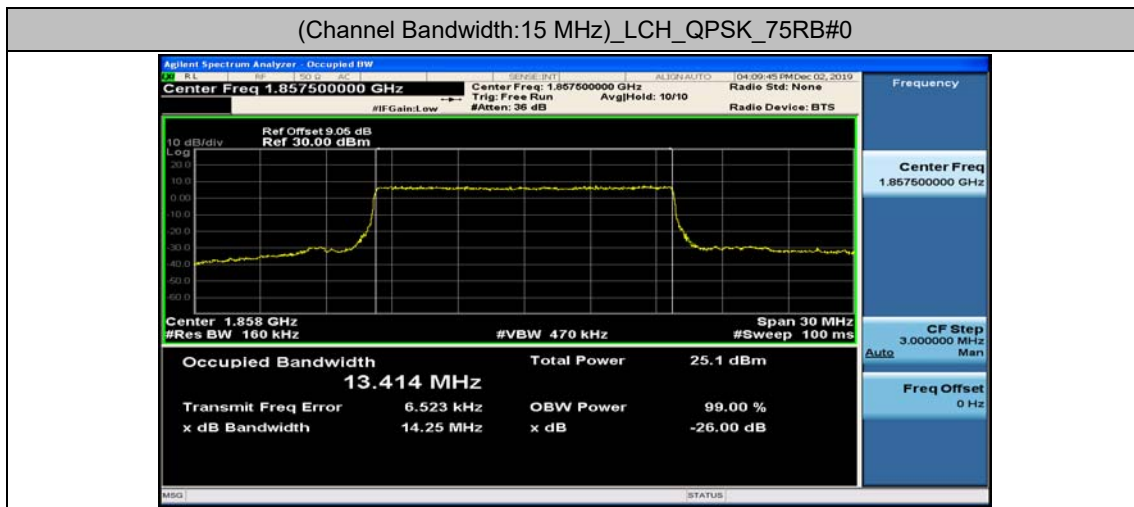 (Channel Bandwidth:15 MHz)_LCH_QPSK_75RB#0
Agilent Spectrum Analyzer - Occupied BW
RL RF 50 Ω AC SENSE:INT ALIGN AUTO 04:09:45 PM Dec 02, 2019
Center Freq 1.857500000 GHz
Center Freq: 1.857500000 GHz
Radio Std: None
Trig: Free Run Avg|Hold: 10/10
#IFGain:Low #Atten: 36 dB Radio Device: BTS
Frequency
Ref Offset 9.05 dB
10 dB/div Ref 30.00 dBm
Log
20.0
10.0
0.00
-10.0
-20.0
-30.0
-40.0
-50.0
-60.0
Center 1.858 GHz Span 30 MHz
#Res BW 160 kHz #VBW 470 kHz #Sweep 100 ms
Center Freq
1.857500000 GHz
CF Step
3.000000 MHz
Auto Man
Freq Offset
0 Hz
Occupied Bandwidth Total Power 25.1 dBm
13.414 MHz
Transmit Freq Error 6.523 kHz OBW Power 99.00 %
x dB Bandwidth 14.25 MHz x dB -26.00 dB
MSG STATUS